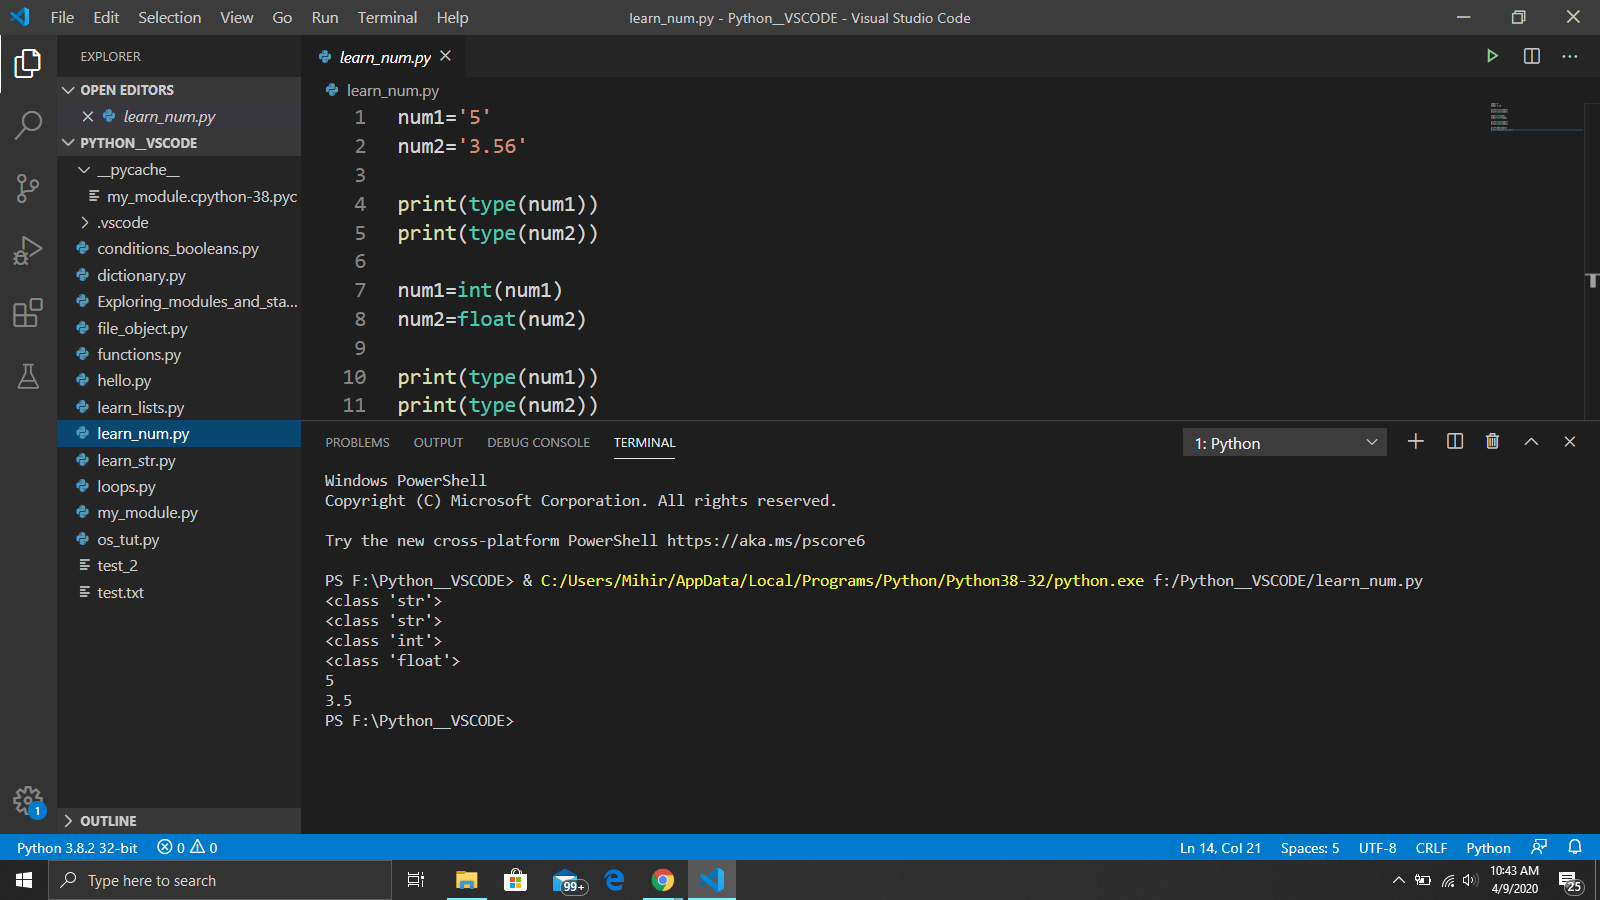 File Edit Selection View Go Run Terminal Help
learn_num.py - Python__VSCODE - Visual Studio Code
EXPLORER
OPEN EDITORS
learn_num.py
PYTHON__VSCODE
__pycache__
my_module.cpython-38.pyc
.vscode
conditions_booleans.py
dictionary.py
Exploring_modules_and_sta...
file_object.py
functions.py
hello.py
learn_lists.py
learn_num.py
learn_str.py
loops.py
my_module.py
os_tut.py
test_2
test.txt
OUTLINE
1
learn_num.py
learn_num.py
1 num1='5'
2 num2='3.56'
3
4 print(type(num1))
5 print(type(num2))
6
7 num1=int(num1)
8 num2=float(num2)
9
10 print(type(num1))
11 print(type(num2))
PROBLEMS OUTPUT DEBUG CONSOLE TERMINAL
1: Python
Windows PowerShell
Copyright (C) Microsoft Corporation. All rights reserved.
Try the new cross-platform PowerShell https://aka.ms/pscore6
PS F:\Python__VSCODE> & C:/Users/Mihir/AppData/Local/Programs/Python/Python38-32/python.exe f:/Python__VSCODE/learn_num.py
<class 'str'>
<class 'str'>
<class 'int'>
<class 'float'>
5
3.5
PS F:\Python__VSCODE>
Python 3.8.2 32-bit 0 0
Ln 14, Col 21 Spaces: 5 UTF-8 CRLF Python
Type here to search
99+
10:43 AM
4/9/2020
25